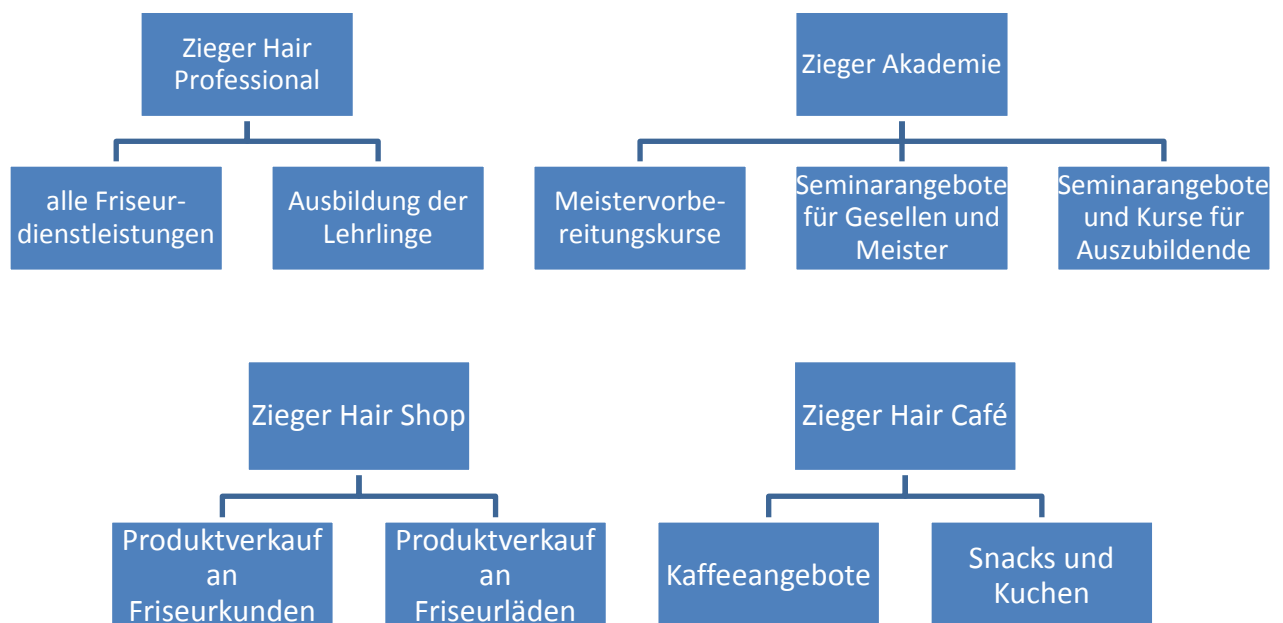 Zieger Hair
Professional
Zieger Akademie
alle Friseur-
dienstleistungen
Ausbildung der
Lehrlinge
Meistervorbe-
reitungskurse
Seminarangebote
für Gesellen und
Meister
Seminarangebote
und Kurse für
Auszubildende
Zieger Hair Shop
Zieger Hair Café
Produktverkauf
an
Friseurkunden
Produktverkauf
an
Friseurläden
Kaffeeangebote
Snacks und
Kuchen